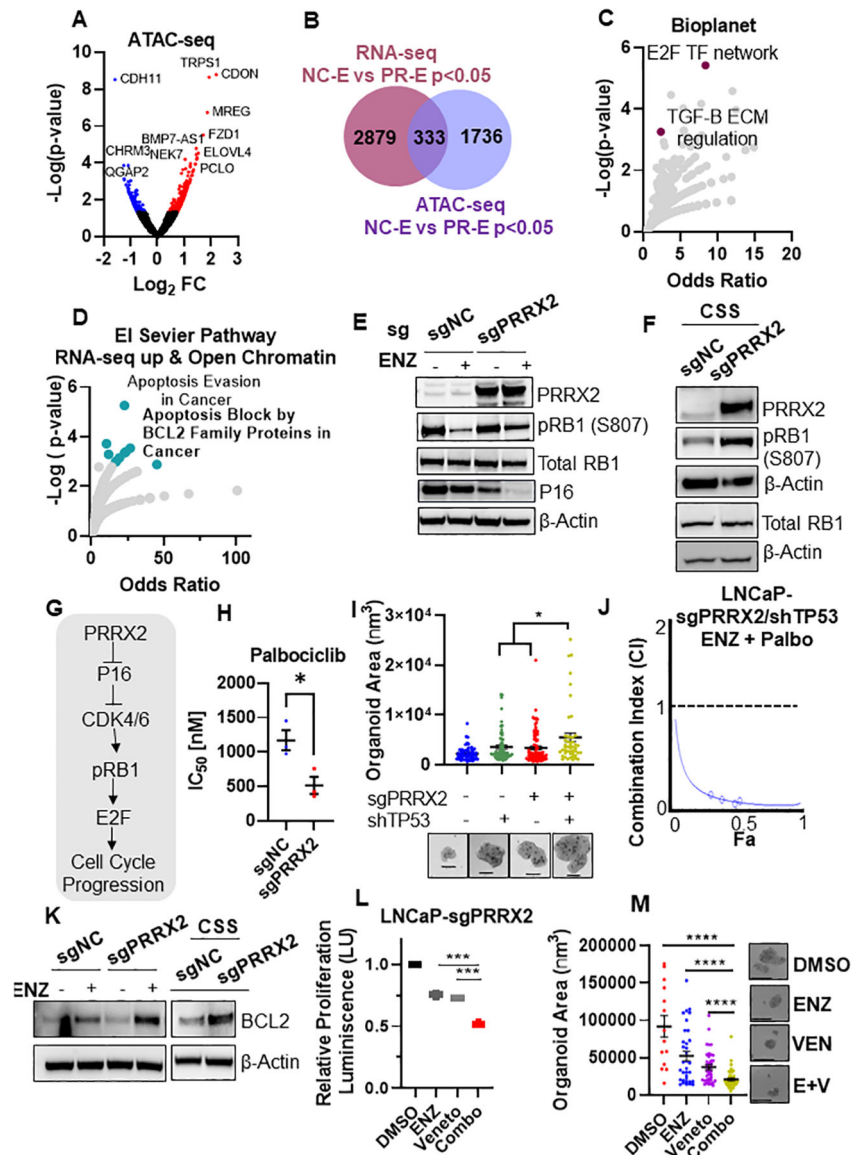 A
ATAC-seq
-Log(p-value)
10
8
6
4
2
0
-2
-1
0
1
2
3
Log2 FC
CDH11
TRPS1
CDON
MREG
FZD1
BMP7-AS1
CHRM3
NEK7
ELOVL4
QGAP2
PCLO
B
RNA-seq
NC-E vs PR-E p<0.05
2879
333
1736
ATAC-seq
NC-E vs PR-E p<0.05
C
Bioplanet
-Log(p-value)
6
4
2
0
0
5
10
15
20
Odds Ratio
E2F TF network
TGF-B ECM
regulation
D
EI Sevier Pathway
RNA-seq up & Open Chromatin
-Log ( p-value)
6
4
2
-0
0
50
100
Odds Ratio
Apoptosis Evasion
in Cancer
Apoptosis Block by
BCL2 Family Proteins in
Cancer
E
sg
sgNC
sgPRRX2
ENZ
- + - +
PRRX2
pRB1 (S807)
Total RB1
P16
β-Actin
F
CSS
sgNC
sgPRRX2
PRRX2
pRB1
(S807)
β-Actin
Total RB1
β-Actin
G
PRRX2
P16
CDK4/6
pRB1
E2F
Cell Cycle
Progression
H
Palbociclib
*
IC50 [nM]
2000
1500
1000
500
0
sgNC
sgPRRX2
I
Organoid Area (nm³)
3×10⁴
2×10⁴
1×10⁴
0
*
sgPRRX2 - - + +
shTP53 - + - +
J
LNCaP-
sgPRRX2/shTP53
ENZ + Palbo
Combination Index (CI)
2
1
0
0
0.5
1
Fa
K
sgNC
sgPRRX2
CSS
sgNC
sgPRRX2
ENZ - + - +
BCL2
β-Actin
L
LNCaP-sgPRRX2
Relative Proliferation
Luminiscence (LU)
1.0
0.5
0.0
***
***
DMSO
ENZ
Veneto
Combo
M
Organoid Area (nm³)
200000
150000
100000
50000
0
****
****
****
DMSO
ENZ
Veneto
Combo
DMSO
ENZ
VEN
E+V